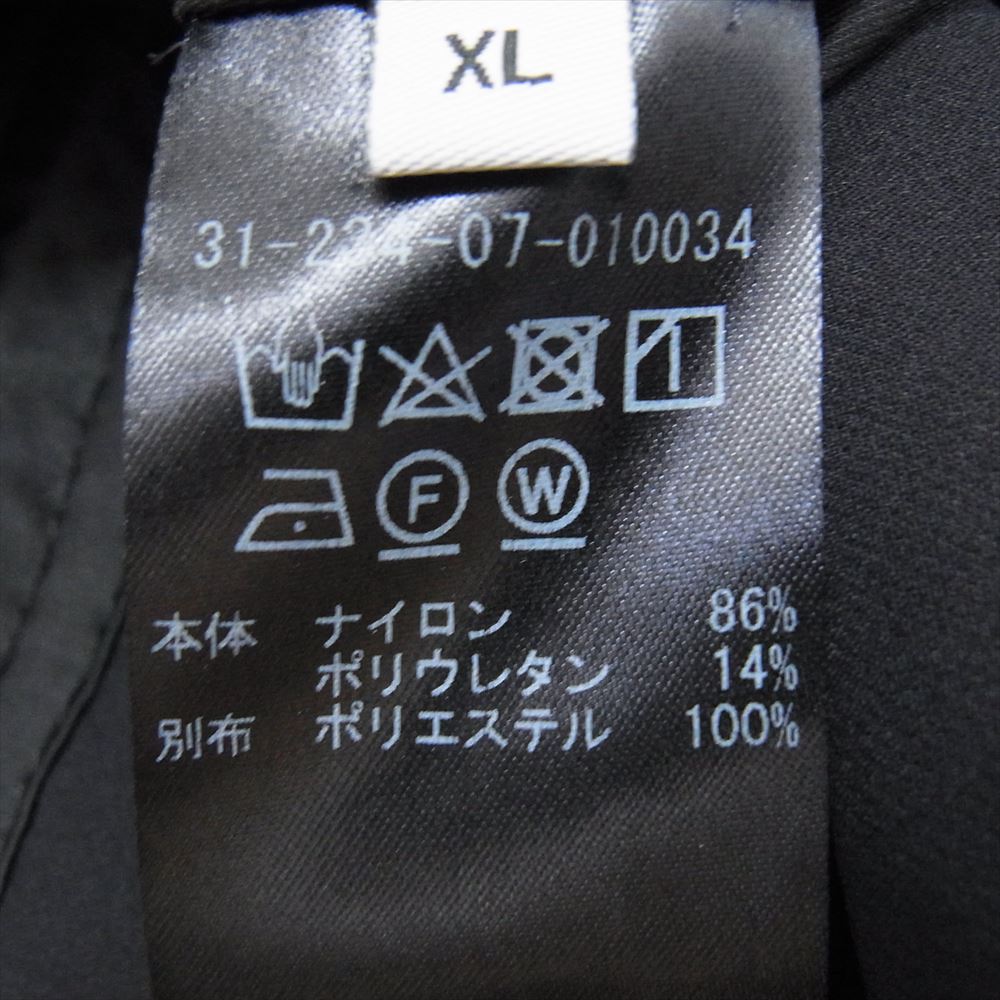 XL
31-234-07-010034
F W
本体 ナイロン 86%
ポリウレタン 14%
別布 ポリエステル 100%